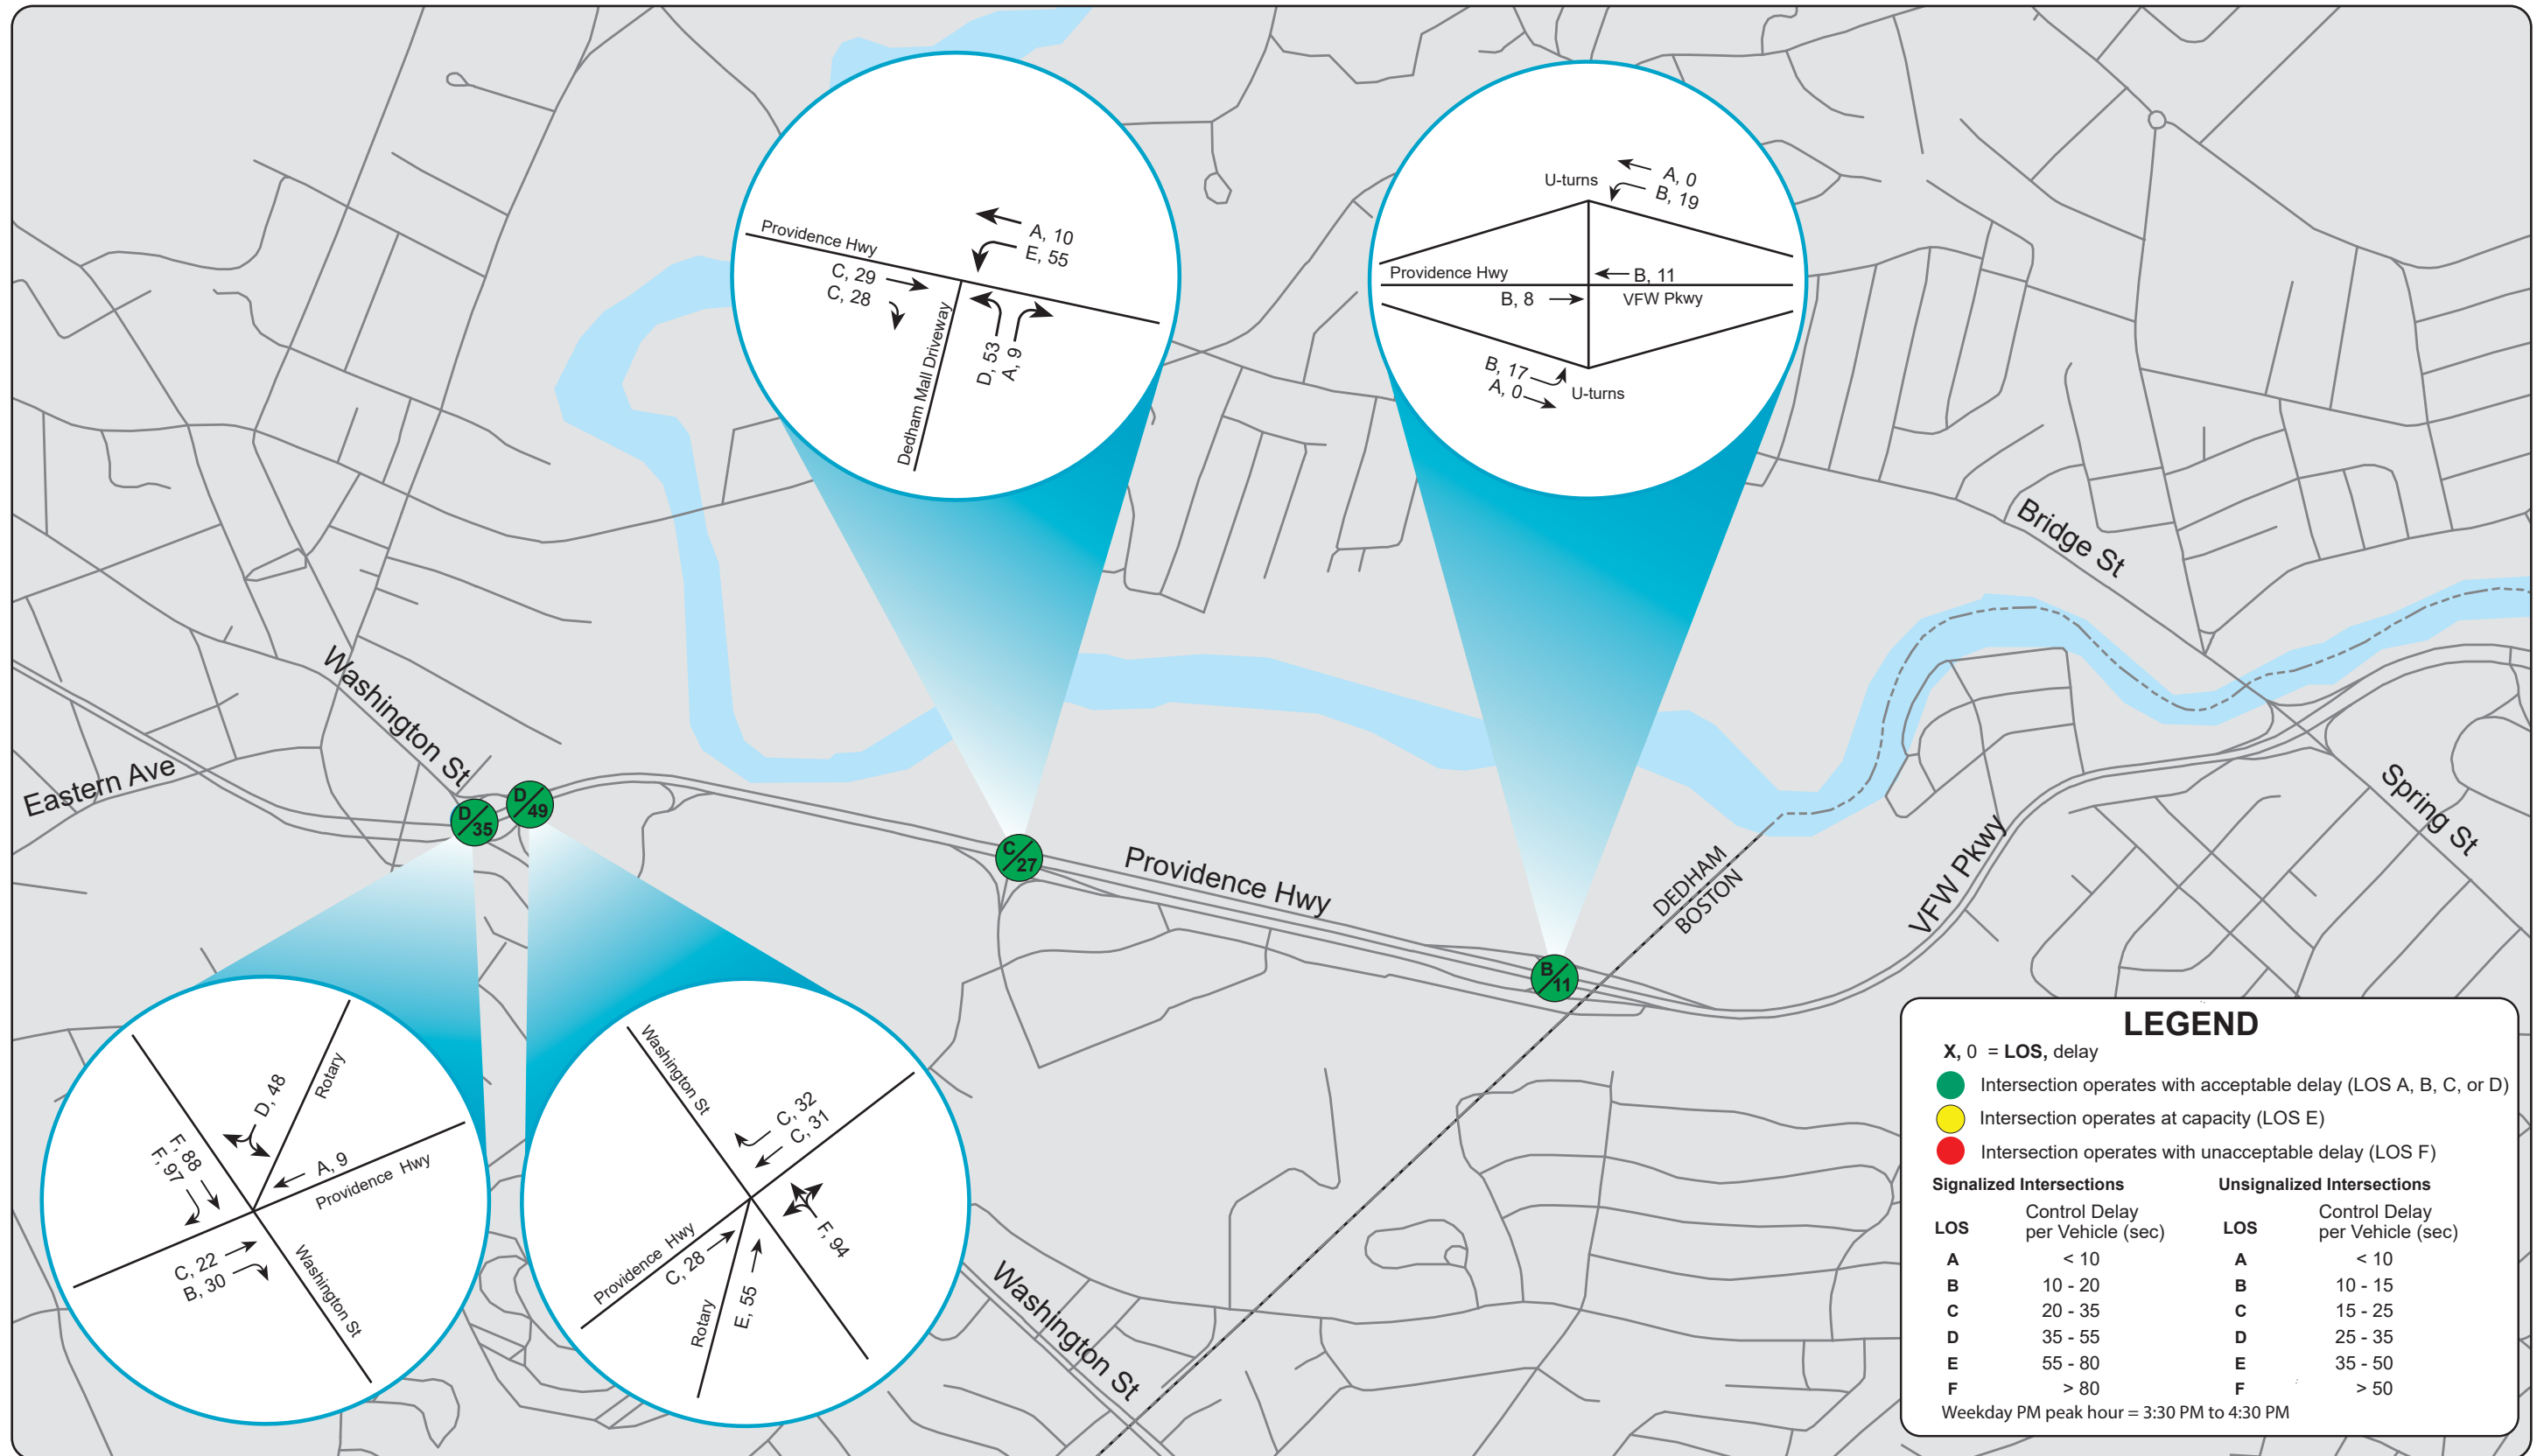 U-turns
A, 0
B, 19
Providence Hwy
B, 11
B, 8
VFW Pkwy
B, 17
A, 0
U-turns
Providence Hwy
A, 10
E, 55
C, 29
C, 28
Dedham Mall Driveway
D, 53
A, 9
Bridge St
Washington St
Eastern Ave
D/35
D/49
C/27
Providence Hwy
B/11
DEDHAM
BOSTON
VFW Pkwy
Spring St
D, 48
Rotary
F, 88
F, 97
A, 9
Providence Hwy
C, 22
B, 30
Washington St
Washington St
C, 32
C, 31
Providence Hwy
C, 28
Rotary
E, 55
F, 94
Washington St
LEGEND
X, 0 = LOS, delay
Intersection operates with acceptable delay (LOS A, B, C, or D)
Intersection operates at capacity (LOS E)
Intersection operates with unacceptable delay (LOS F)
Signalized Intersections Unsignalized Intersections
LOS Control Delay per Vehicle (sec) LOS Control Delay per Vehicle (sec)
A < 10 A < 10
B 10 - 20 B 10 - 15
C 20 - 35 C 15 - 25
D 35 - 55 D 25 - 35
E 55 - 80 E 35 - 50
F > 80 F > 50
Weekday PM peak hour = 3:30 PM to 4:30 PM